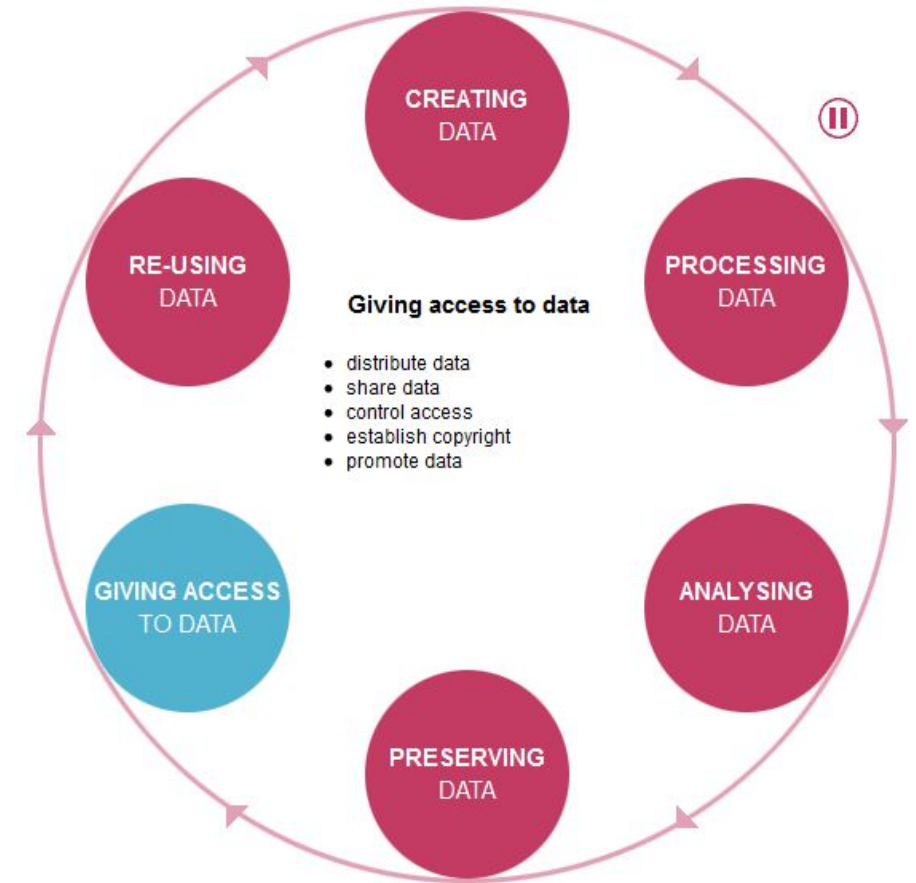 CREATING
DATA
PROCESSING
DATA
ANALYSING
DATA
PRESERVING
DATA
GIVING ACCESS
TO DATA
RE-USING
DATA
Giving access to data
• distribute data
• share data
• control access
• establish copyright
• promote data